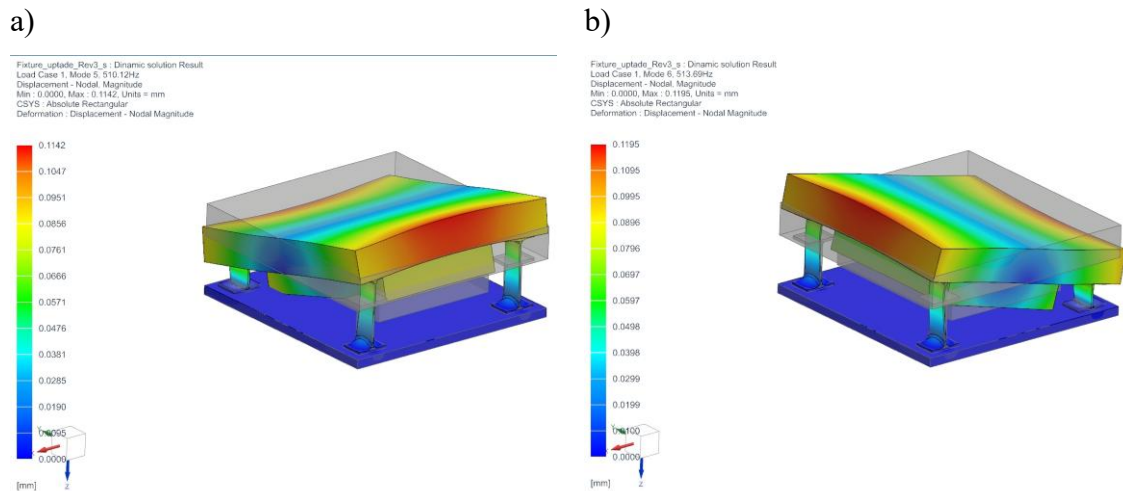 a)
Fixture_uptade_Rev3_s : Dinamic solution Result
Load Case 1, Mode 5, 510.12Hz
Displacement - Nodal, Magnitude
Min : 0.0000, Max : 0.1142, Units = mm
CSYS : Absolute Rectangular
Deformation : Displacement - Nodal Magnitude
0.1142
0.1047
0.0951
0.0856
0.0761
0.0666
0.0571
0.0476
0.0381
0.0285
0.0190
0.0095
0.0000
[mm]
Z
b)
Fixture_uptade_Rev3_s : Dinamic solution Result
Load Case 1, Mode 6, 513.69Hz
Displacement - Nodal, Magnitude
Min : 0.0000, Max : 0.1195, Units = mm
CSYS : Absolute Rectangular
Deformation : Displacement - Nodal Magnitude
0.1195
0.1095
0.0996
0.0896
0.0796
0.0697
0.0597
0.0498
0.0398
0.0299
0.0199
0.0100
0.0000
[mm]
Z